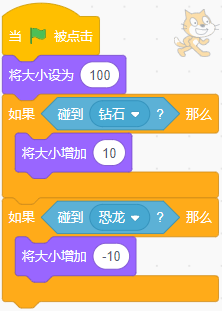 当 被点击
将大小设为 100
如果 碰到 钻石 ? 那么
将大小增加 10
如果 碰到 恐龙 ? 那么
将大小增加 -10